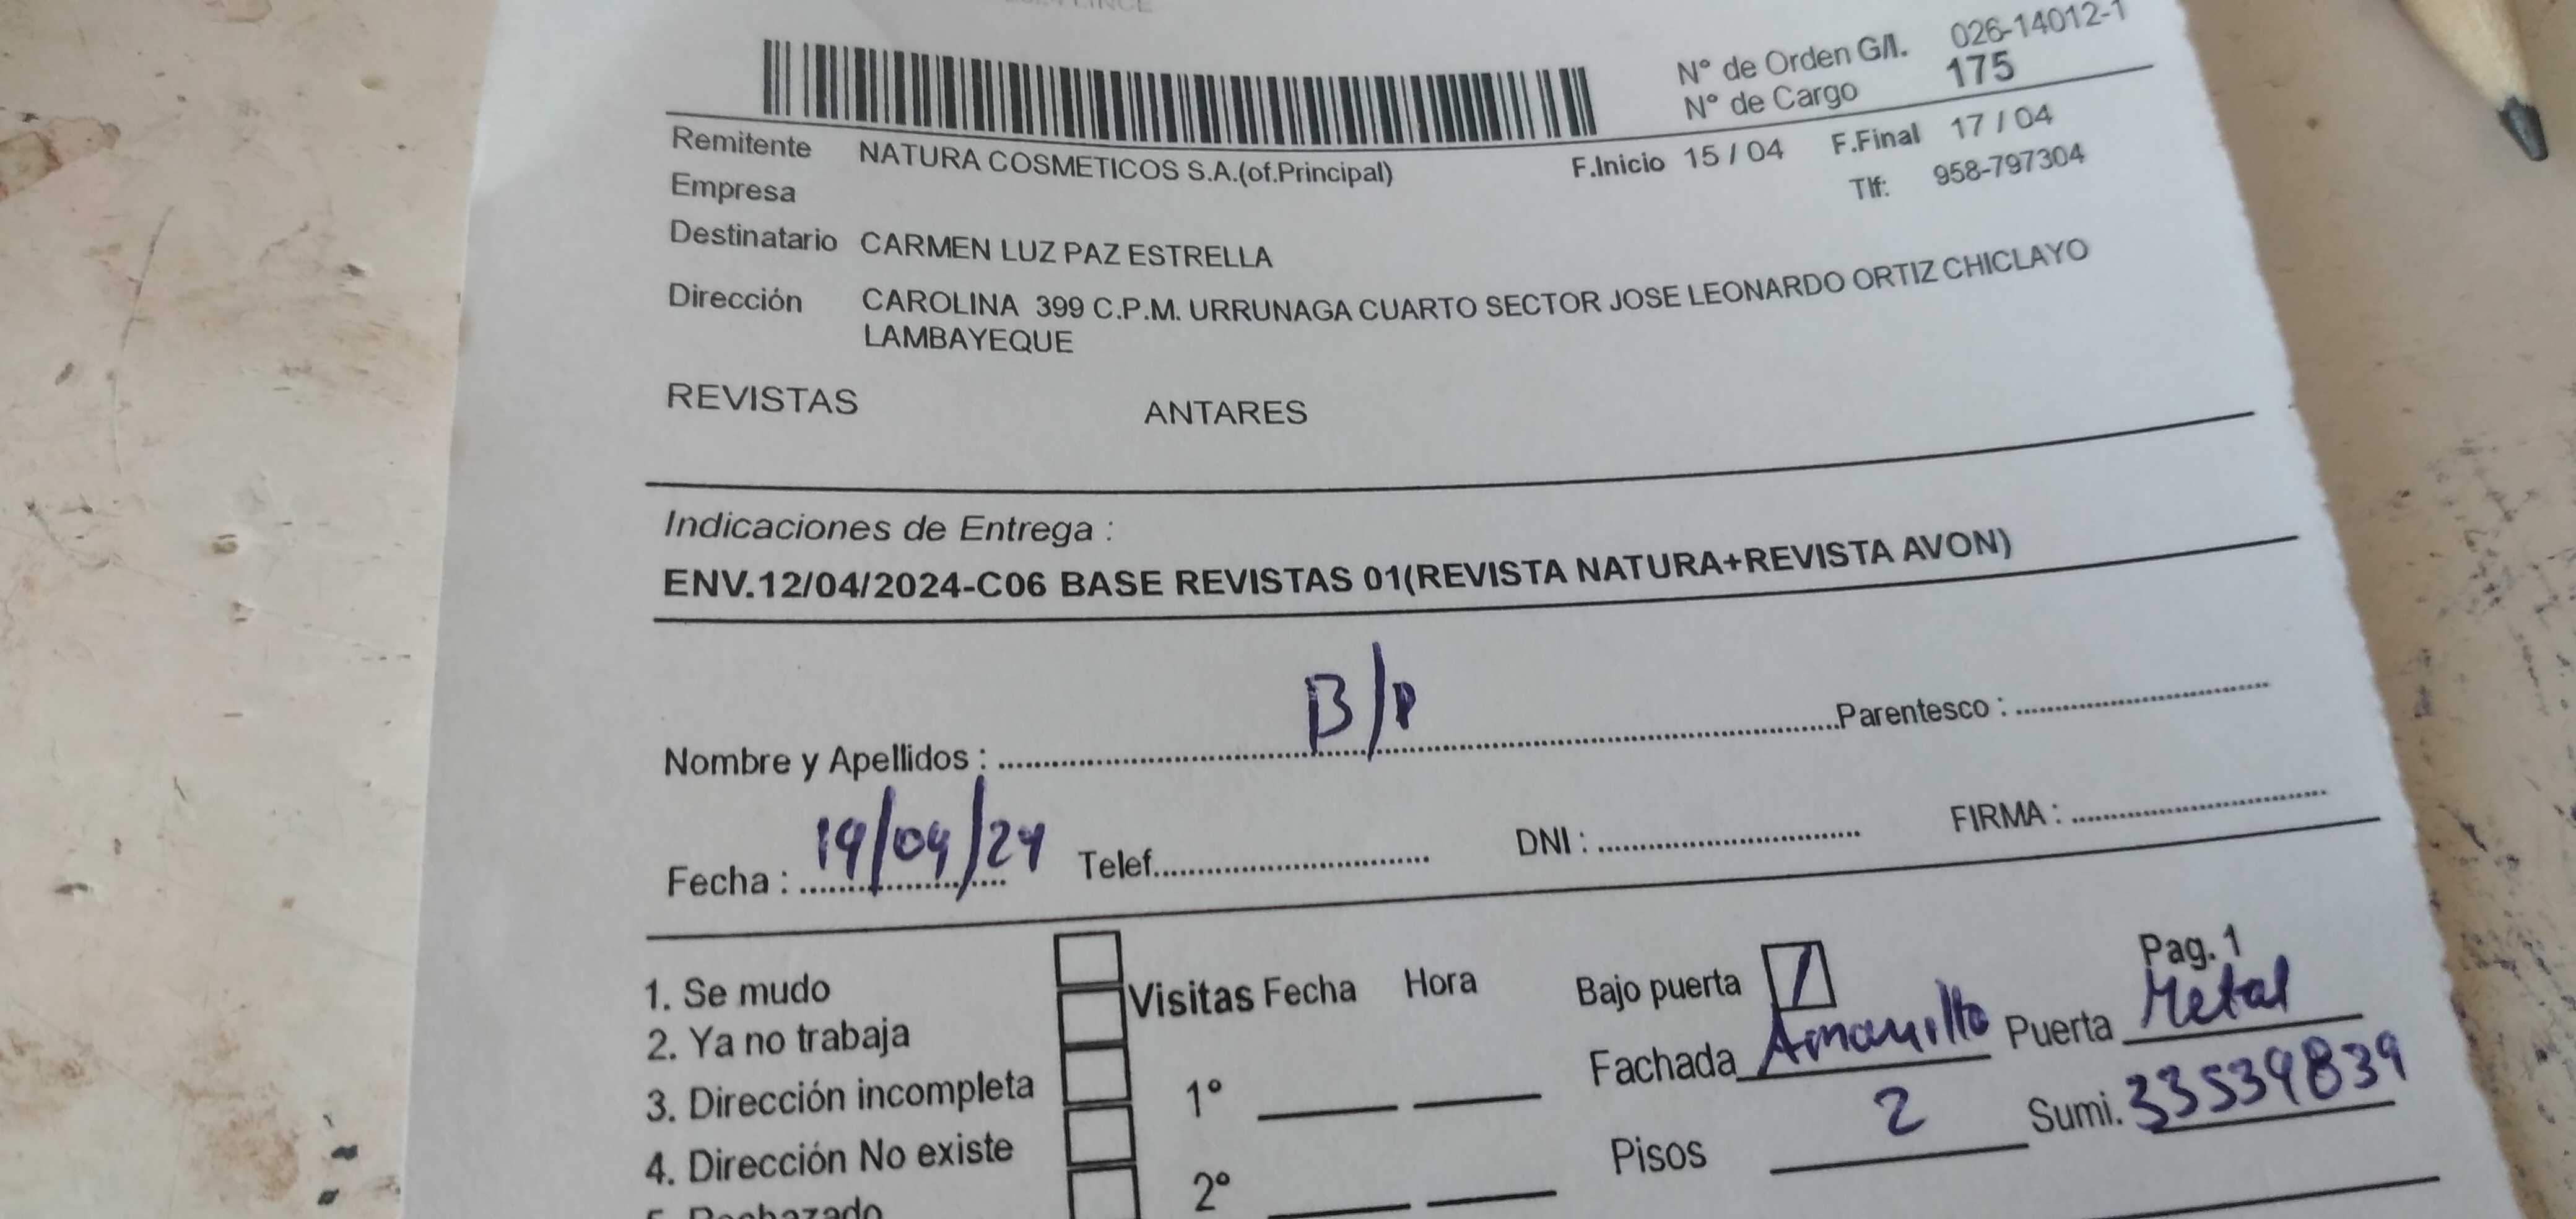 N° de Orden G/I. 026-14012-1
N° de Cargo 175
Remitente NATURA COSMETICOS S.A.(of.Principal) F.Inicio 15 / 04 F.Final 17 / 04
Empresa Tlf: 958-797304
Destinatario CARMEN LUZ PAZ ESTRELLA
Dirección CAROLINA 399 C.P.M. URRUNAGA CUARTO SECTOR JOSE LEONARDO ORTIZ CHICLAYO
LAMBAYEQUE
REVISTAS ANTARES
Indicaciones de Entrega :
ENV.12/04/2024-C06 BASE REVISTAS 01(REVISTA NATURA+REVISTA AVON)
Nombre y Apellidos : B/P Parentesco :
Fecha : 19/04/24 Telef. DNI : FIRMA :
Pag. 1
1. Se mudo Visitas Fecha Hora Bajo puerta /
2. Ya no trabaja Fachada Amarillo Puerta Metal
3. Dirección incompleta 1° Pisos 2 Sumi. 33539839
4. Dirección No existe 2°
5. Rechazado